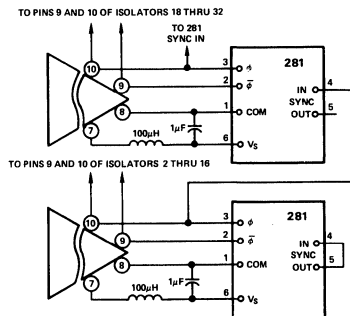 TO PINS 9 AND 10 OF ISOLATORS 18 THRU 32
TO 281
SYNC IN
10
9
8
7
100μH
1μF
3 φ
2 φ̄
1 COM
6 VS
281
IN 4
SYNC
OUT 5
TO PINS 9 AND 10 OF ISOLATORS 2 THRU 16
10
9
8
7
100μH
1μF
3 φ
2 φ̄
1 COM
6 VS
281
IN 4
SYNC
OUT 5